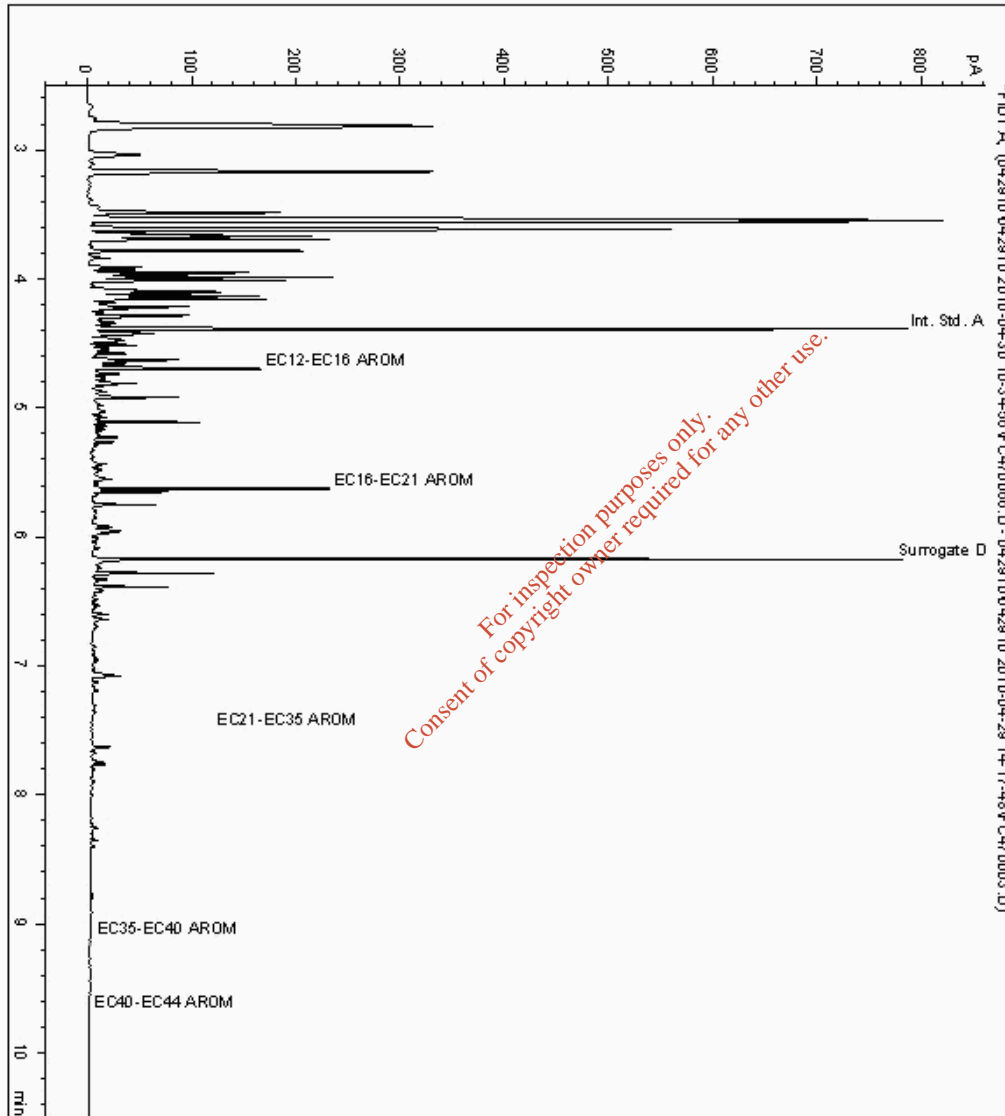 0 100 200 300 400 500 600 700 800 pA
3
4
5
6
7
8
9
10
min
Int. Std. A
EC12-EC16 AROM
EC16-EC21 AROM
Surrogate D
EC21-EC35 AROM
EC35-EC40 AROM
EC40-EC44 AROM
For inspection purposes only.
Consent of copyright owner required for any other use.